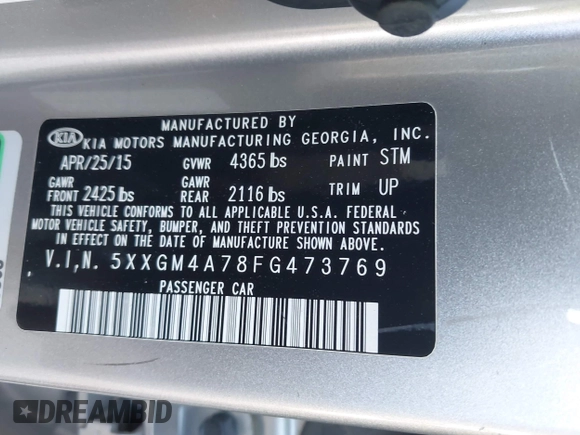 MANUFACTURED BY
KIA KIA MOTORS MANUFACTURING GEORGIA, INC.
APR/25/15 GVWR 4365 lbs PAINT STM
GAWR FRONT 2425 lbs GAWR REAR 2116 lbs TRIM UP
THIS VEHICLE CONFORMS TO ALL APPLICABLE U.S.A. FEDERAL
MOTOR VEHICLE SAFETY, BUMPER, AND THEFT PREVENTION STANDARDS
IN EFFECT ON THE DATE OF MANUFACTURE SHOWN ABOVE.
V.I.N. 5XXGM4A78FG473769
PASSENGER CAR
DREAMBID